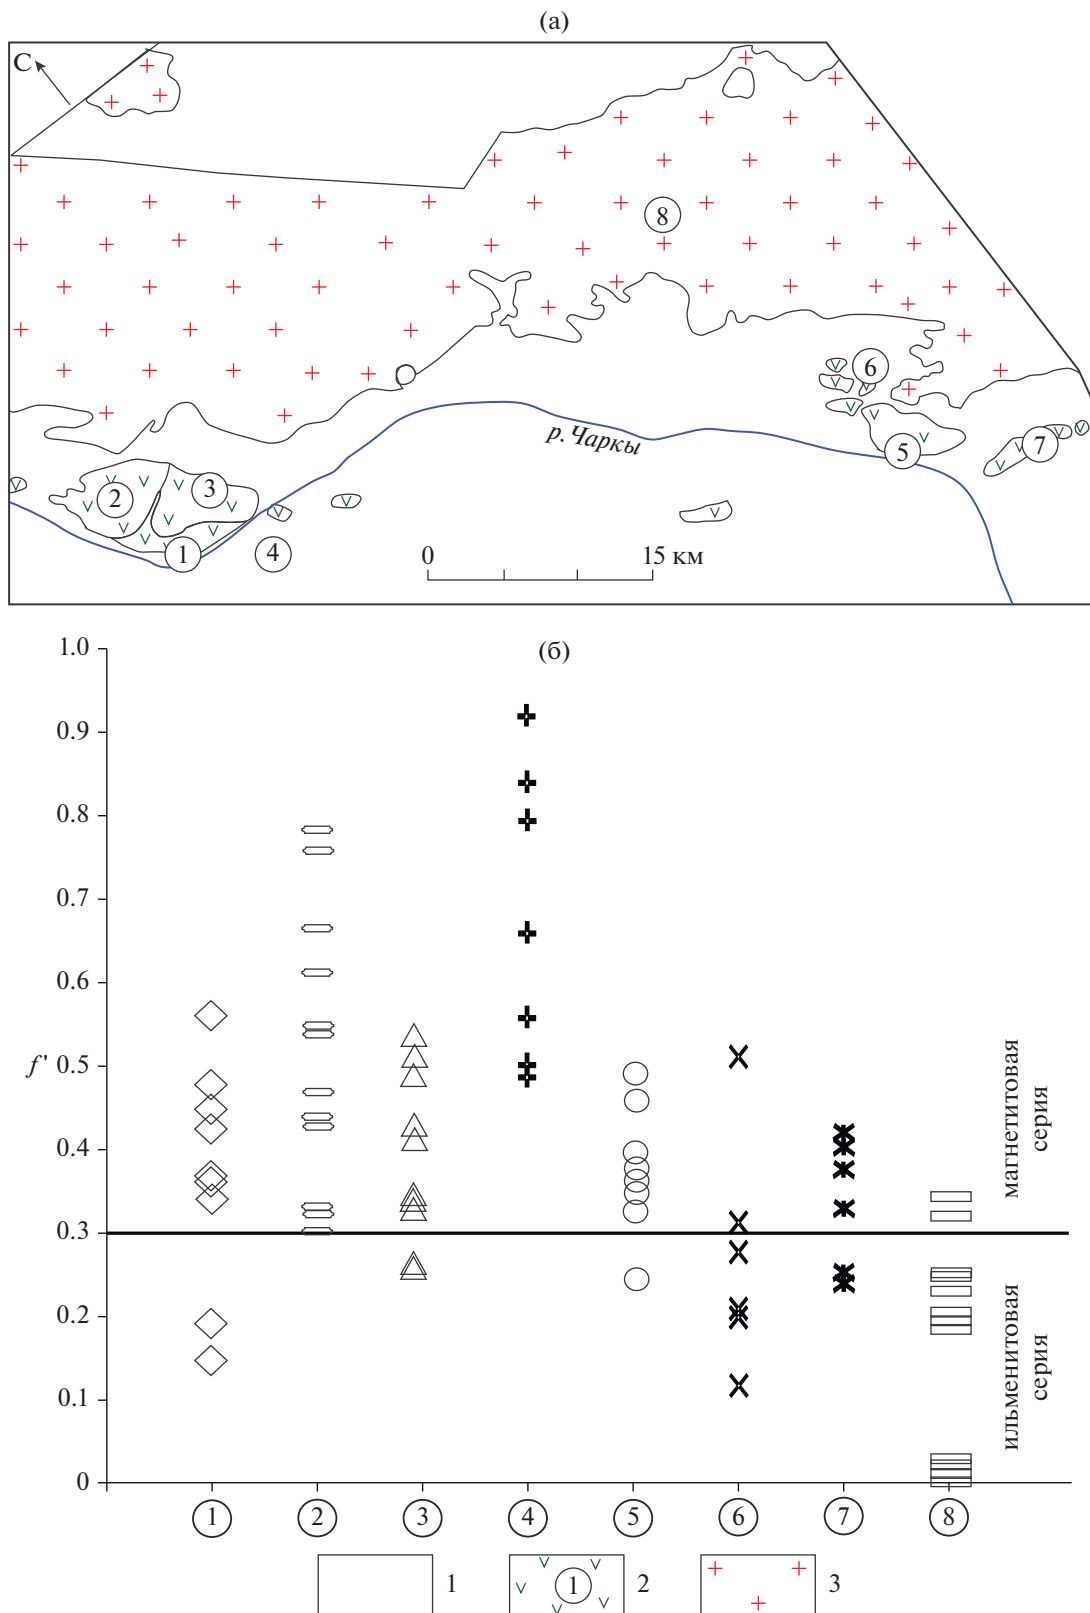 (а)
С
8
6
р. Чаркы
5
7
2
3
1
4
0 15 км
(б)
1.0
0.9
0.8
0.7
0.6
f' 0.5
0.4
0.3
0.2
0.1
0
магнетитовая
серия
ильменитовая
серия
1 2 3 4 5 6 7 8
1
1 2
3